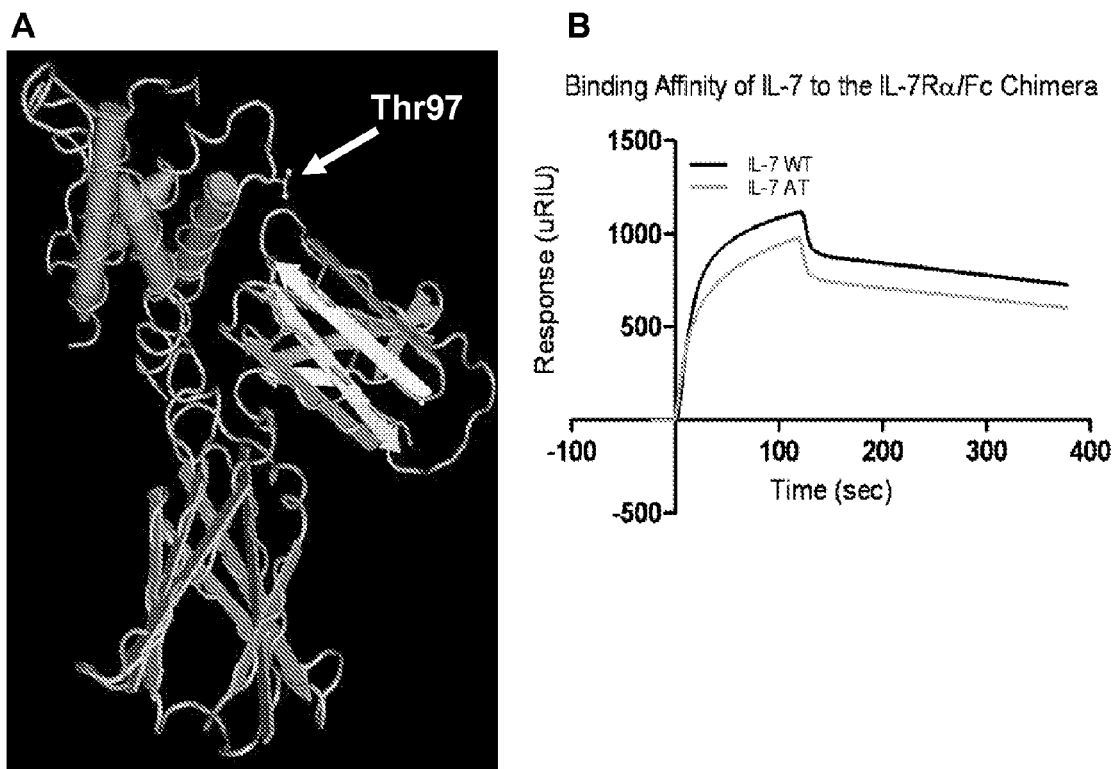 A
B
Thr97
Binding Affinity of IL-7 to the IL-7Rα/Fc Chimera
1500
IL-7 WT
IL-7 AT
1000
500
-500
Response (uRIU)
-100
100
200
300
400
Time (sec)